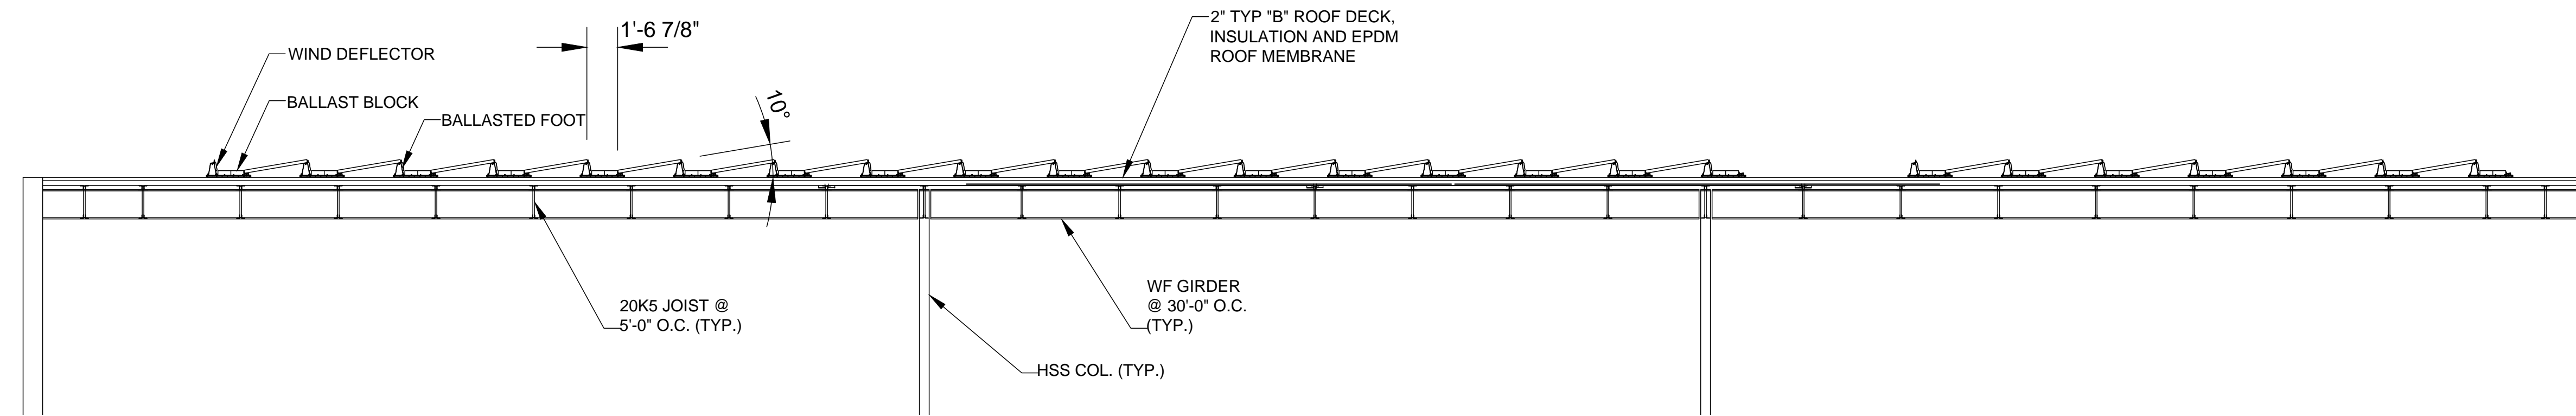 1'-6 7/8"
2" TYP "B" ROOF DECK,
INSULATION AND EPDM
ROOF MEMBRANE
WIND DEFLECTOR
BALLAST BLOCK
BALLASTED FOOT
10°
20K5 JOIST @
5'-0" O.C. (TYP.)
WF GIRDER
@ 30'-0" O.C.
(TYP.)
HSS COL. (TYP.)